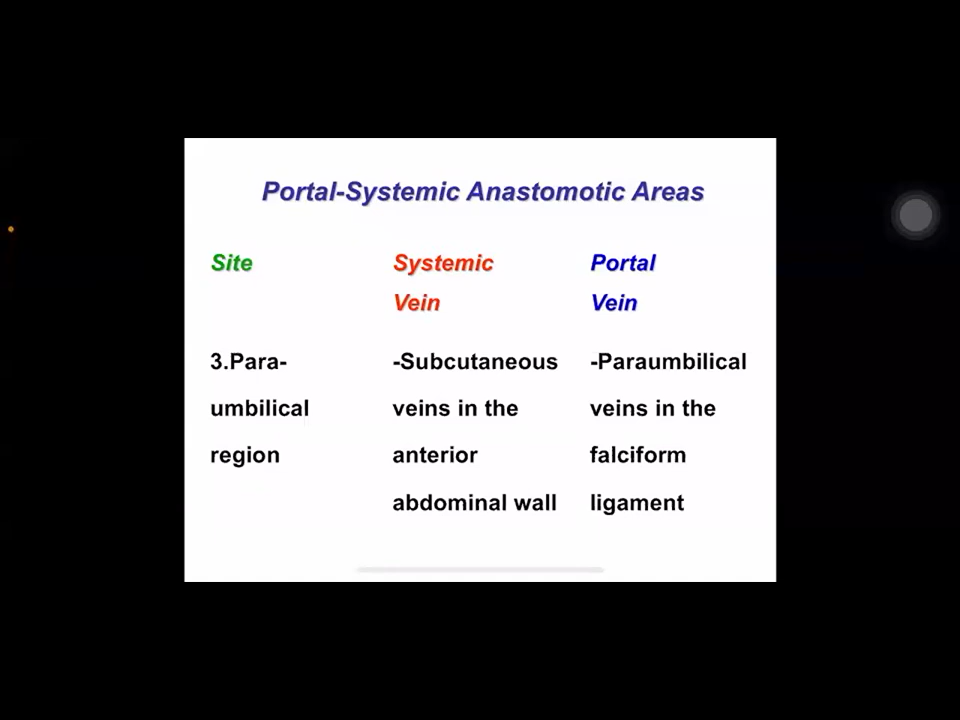 Portal-Systemic Anastomotic Areas
Site Systemic Vein Portal Vein
3.Para-umbilical region
-Subcutaneous veins in the anterior abdominal wall
-Paraumbilical veins in the falciform ligament